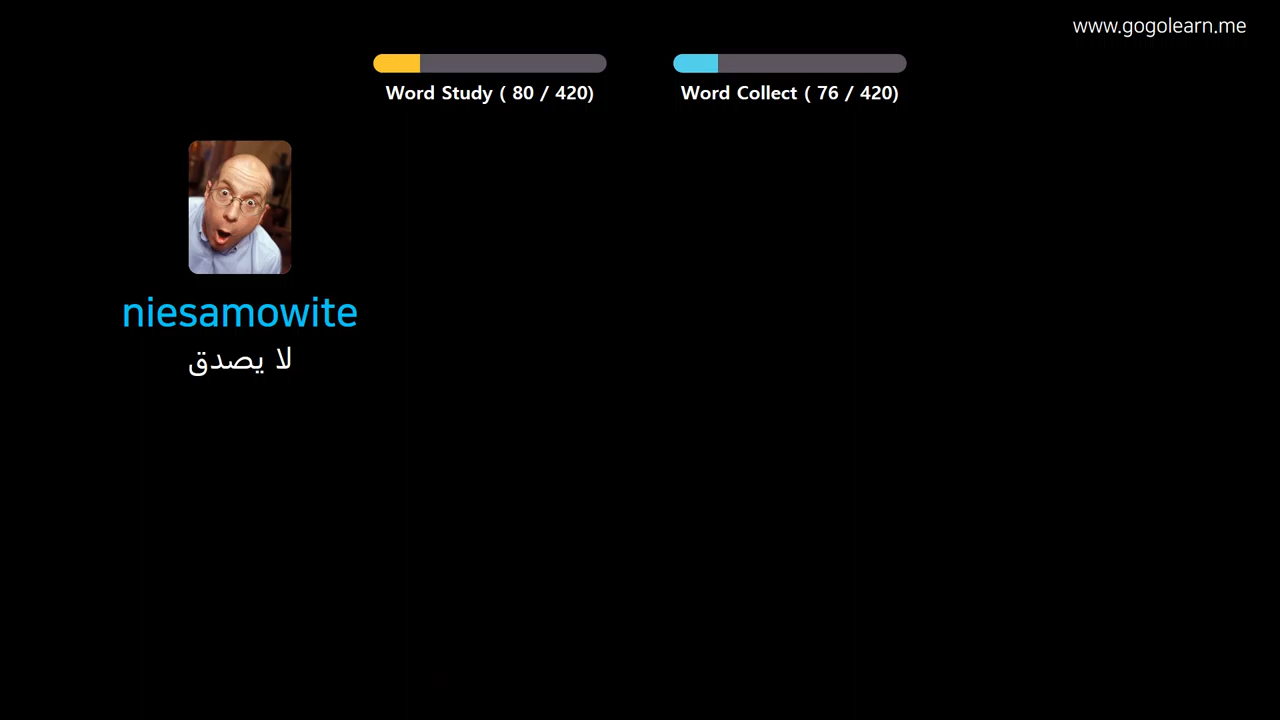 www.gogolearn.me
Word Study ( 80 / 420)
Word Collect ( 76 / 420)
niesamowite
لا يصدق